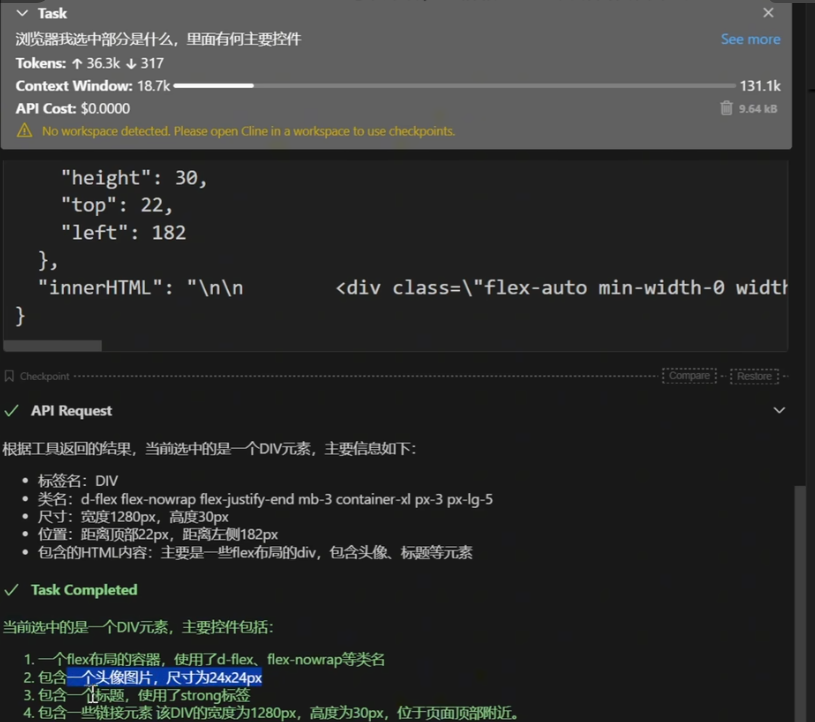 Task
浏览器我选中部分是什么，里面有何主要控件
See more
Tokens: ↑ 36.3k ↓ 317
Context Window: 18.7k 131.1k
API Cost: $0.0000 9.64 kB
No workspace detected. Please open Cline in a workspace to use checkpoints.
"height": 30,
"top": 22,
"left": 182
},
"innerHTML": "\n\n <div class=\"flex-auto min-width-0 width
}
Checkpoint Compare Restore
API Request
根据工具返回的结果，当前选中的是一个DIV元素，主要信息如下：
• 标签名：DIV
• 类名：d-flex flex-nowrap flex-justify-end mb-3 container-xl px-3 px-lg-5
• 尺寸：宽度1280px，高度30px
• 位置：距离顶部22px，距离左侧182px
• 包含的HTML内容：主要是一些flex布局的div，包含头像、标题等元素
Task Completed
当前选中的是一个DIV元素，主要控件包括：
1. 一个flex布局的容器，使用了d-flex、flex-nowrap等类名
2. 包含一个头像图片，尺寸为24x24px
3. 包含一个标题，使用了strong标签
4. 包含一些链接元素 该DIV的宽度为1280px，高度为30px，位于页面顶部附近。